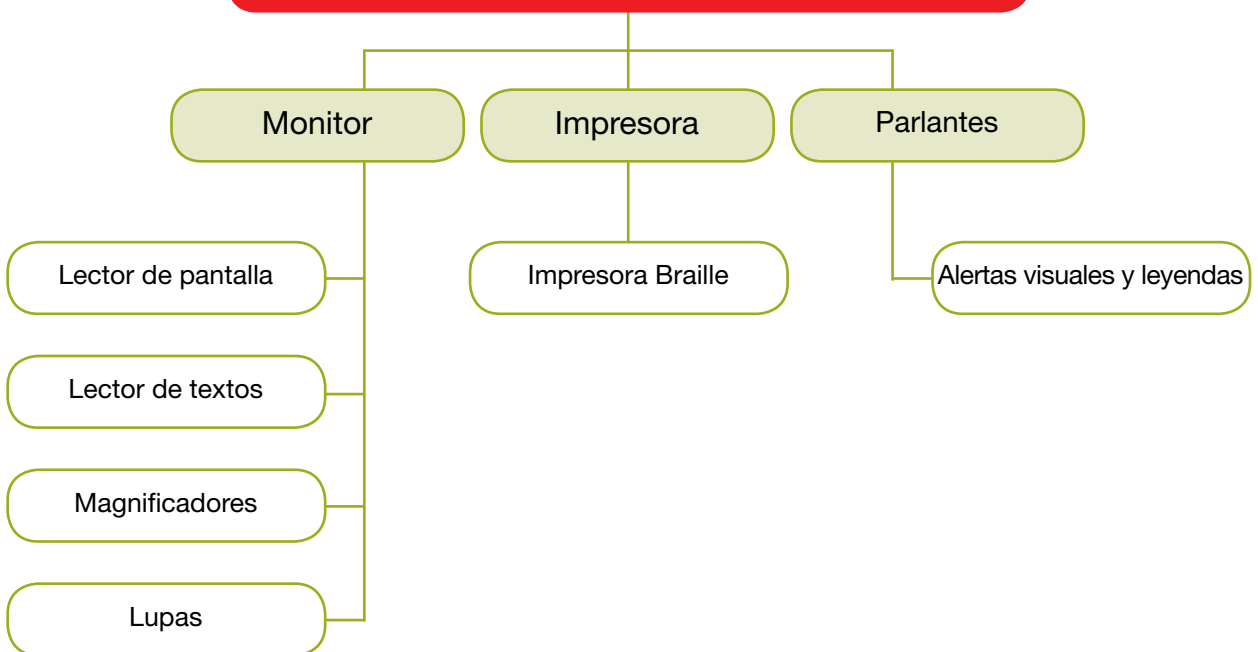 Monitor
Impresora
Parlantes
Lector de pantalla
Impresora Braille
Alertas visuales y leyendas
Lector de textos
Magnificadores
Lupas